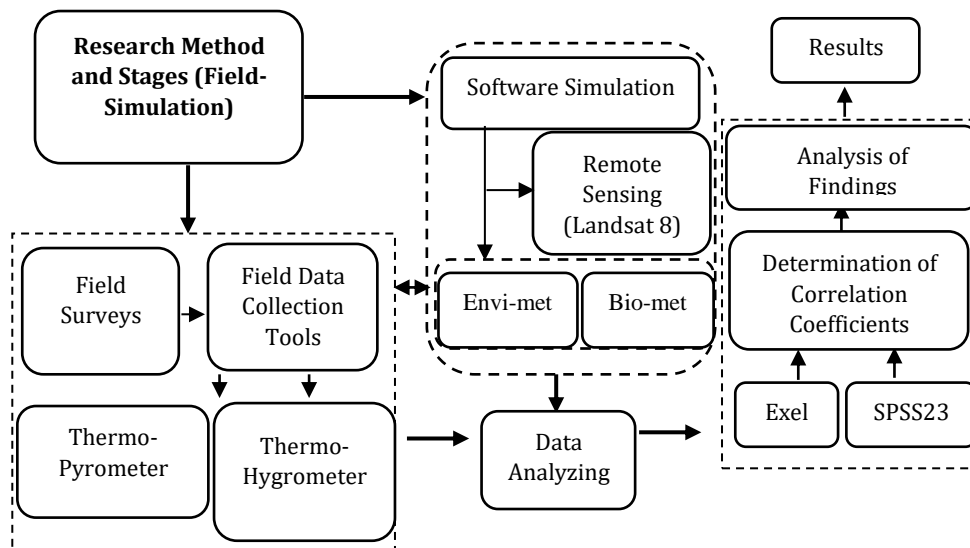 Research Method
and Stages (Field-
Simulation)
Software Simulation
Remote
Sensing
(Landsat 8)
Envi-met
Bio-met
Field
Surveys
Field Data
Collection
Tools
Thermo-
Pyrometer
Thermo-
Hygrometer
Data
Analyzing
Results
Analysis of
Findings
Determination of
Correlation
Coefficients
Exel
SPSS23